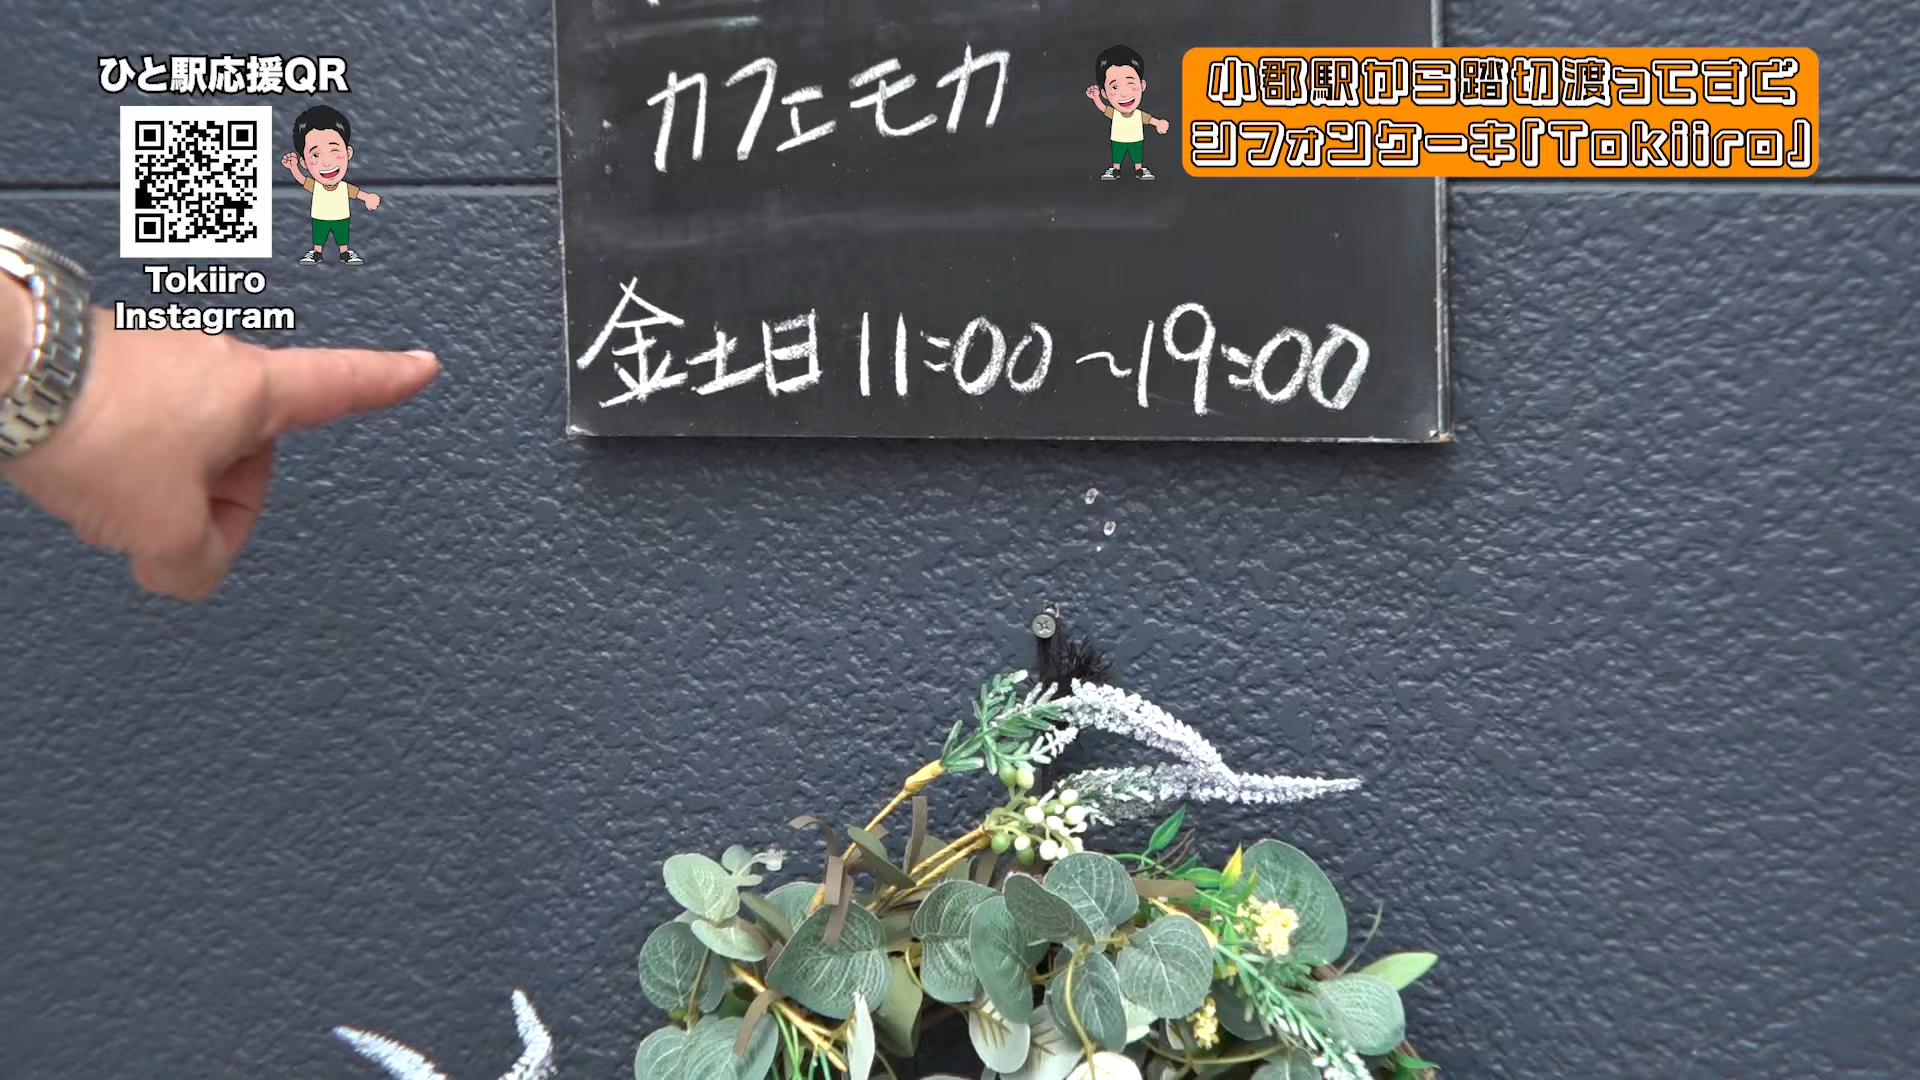 ひと駅応援QR
Tokiiro
Instagram
小郡駅から踏切渡ってすぐ
シフォンケーキ「Tokiiro」
カフェモカ
金土日 11:00～19:00